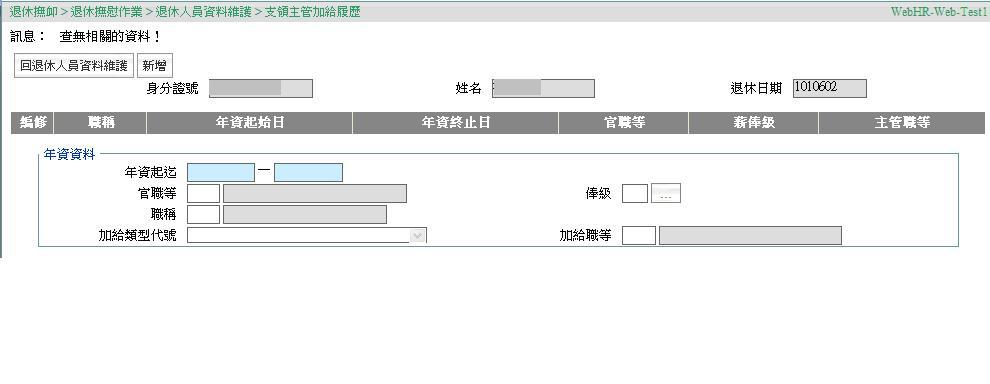 退休撫卹 > 退休撫慰作業 > 退休人員資料維護 > 支領主管加給履歷 WebHR-Web-Test1
訊息： 查無相關的資料！
回退休人員資料維護 新增
身分證號 姓名 退休日期 1010602
編修 職稱 年資起始日 年資終止日 官職等 薪俸級 主管職等
年資資料
年資起迄 —
官職等 俸級 ...
職稱
加給類型代號 加給職等